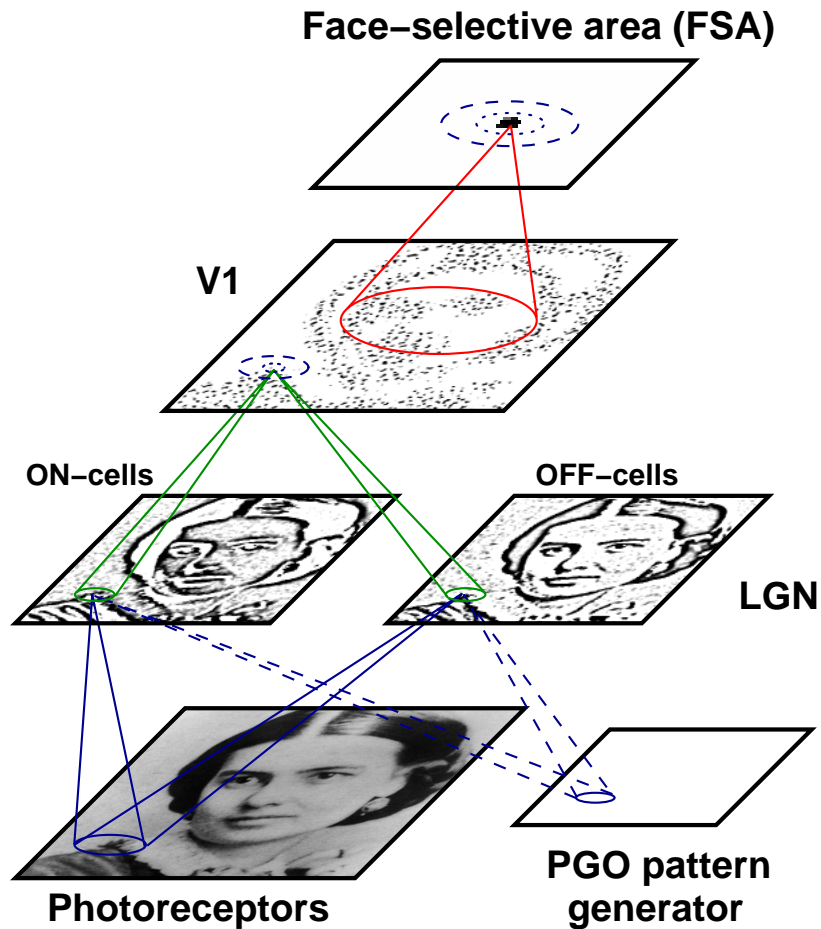 Face–selective area (FSA)
V1
ON–cells
OFF–cells
LGN
Photoreceptors
PGO pattern
generator